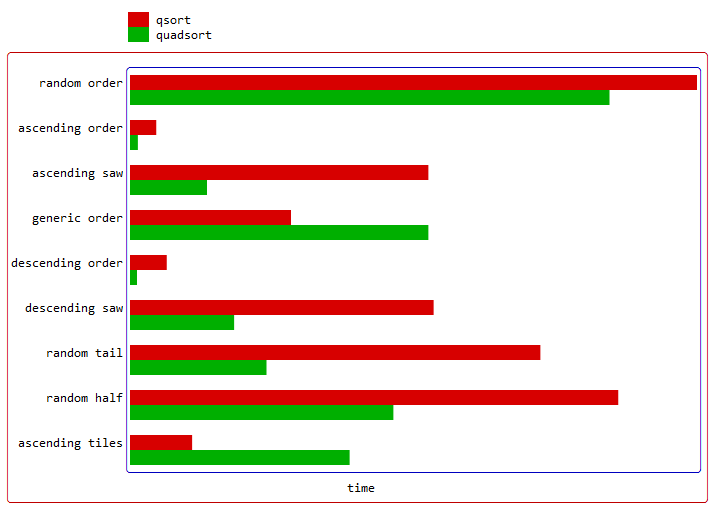 qsort
quadsort
random order
ascending order
ascending saw
generic order
descending order
descending saw
random tail
random half
ascending tiles
time